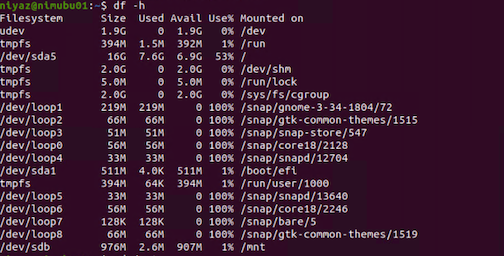 niyaz@nimubu01:~$ df -h
Filesystem      Size  Used Avail Use% Mounted on
udev            1.9G     0  1.9G   0% /dev
tmpfs           394M  1.5M  392M   1% /run
/dev/sda5        16G  7.6G  6.9G  53% /
tmpfs           2.0G     0  2.0G   0% /dev/shm
tmpfs           5.0M     0  5.0M   0% /run/lock
tmpfs           2.0G     0  2.0G   0% /sys/fs/cgroup
/dev/loop1      219M  219M     0 100% /snap/gnome-3-34-1804/72
/dev/loop2       66M   66M     0 100% /snap/gtk-common-themes/1515
/dev/loop3       51M   51M     0 100% /snap/snap-store/547
/dev/loop0       56M   56M     0 100% /snap/core18/2128
/dev/loop4       33M   33M     0 100% /snap/snapd/12704
/dev/sda1       511M  4.0K  511M   1% /boot/efi
tmpfs           394M   64K  394M   1% /run/user/1000
/dev/loop5       33M   33M     0 100% /snap/snapd/13640
/dev/loop6       56M   56M     0 100% /snap/core18/2246
/dev/loop7      128K  128K     0 100% /snap/bare/5
/dev/loop8       66M   66M     0 100% /snap/gtk-common-themes/1519
/dev/sdb        976M  2.6M  907M   1% /mnt